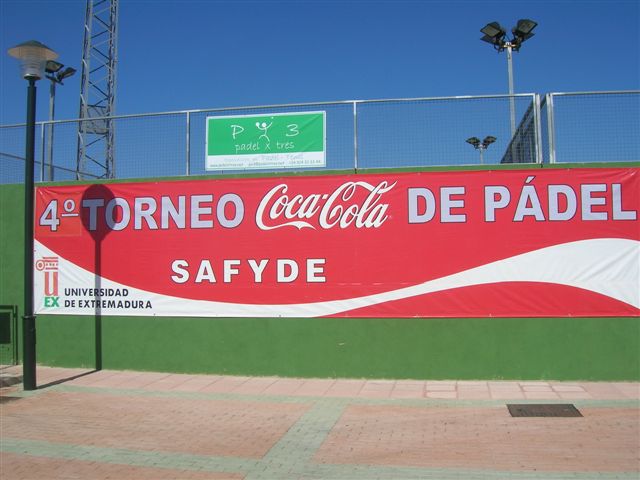 P 3
padel x tres
4º TORNEO Coca-Cola DE PÁDEL
SAFYDE
UEX
UNIVERSIDAD
DE EXTREMADURA